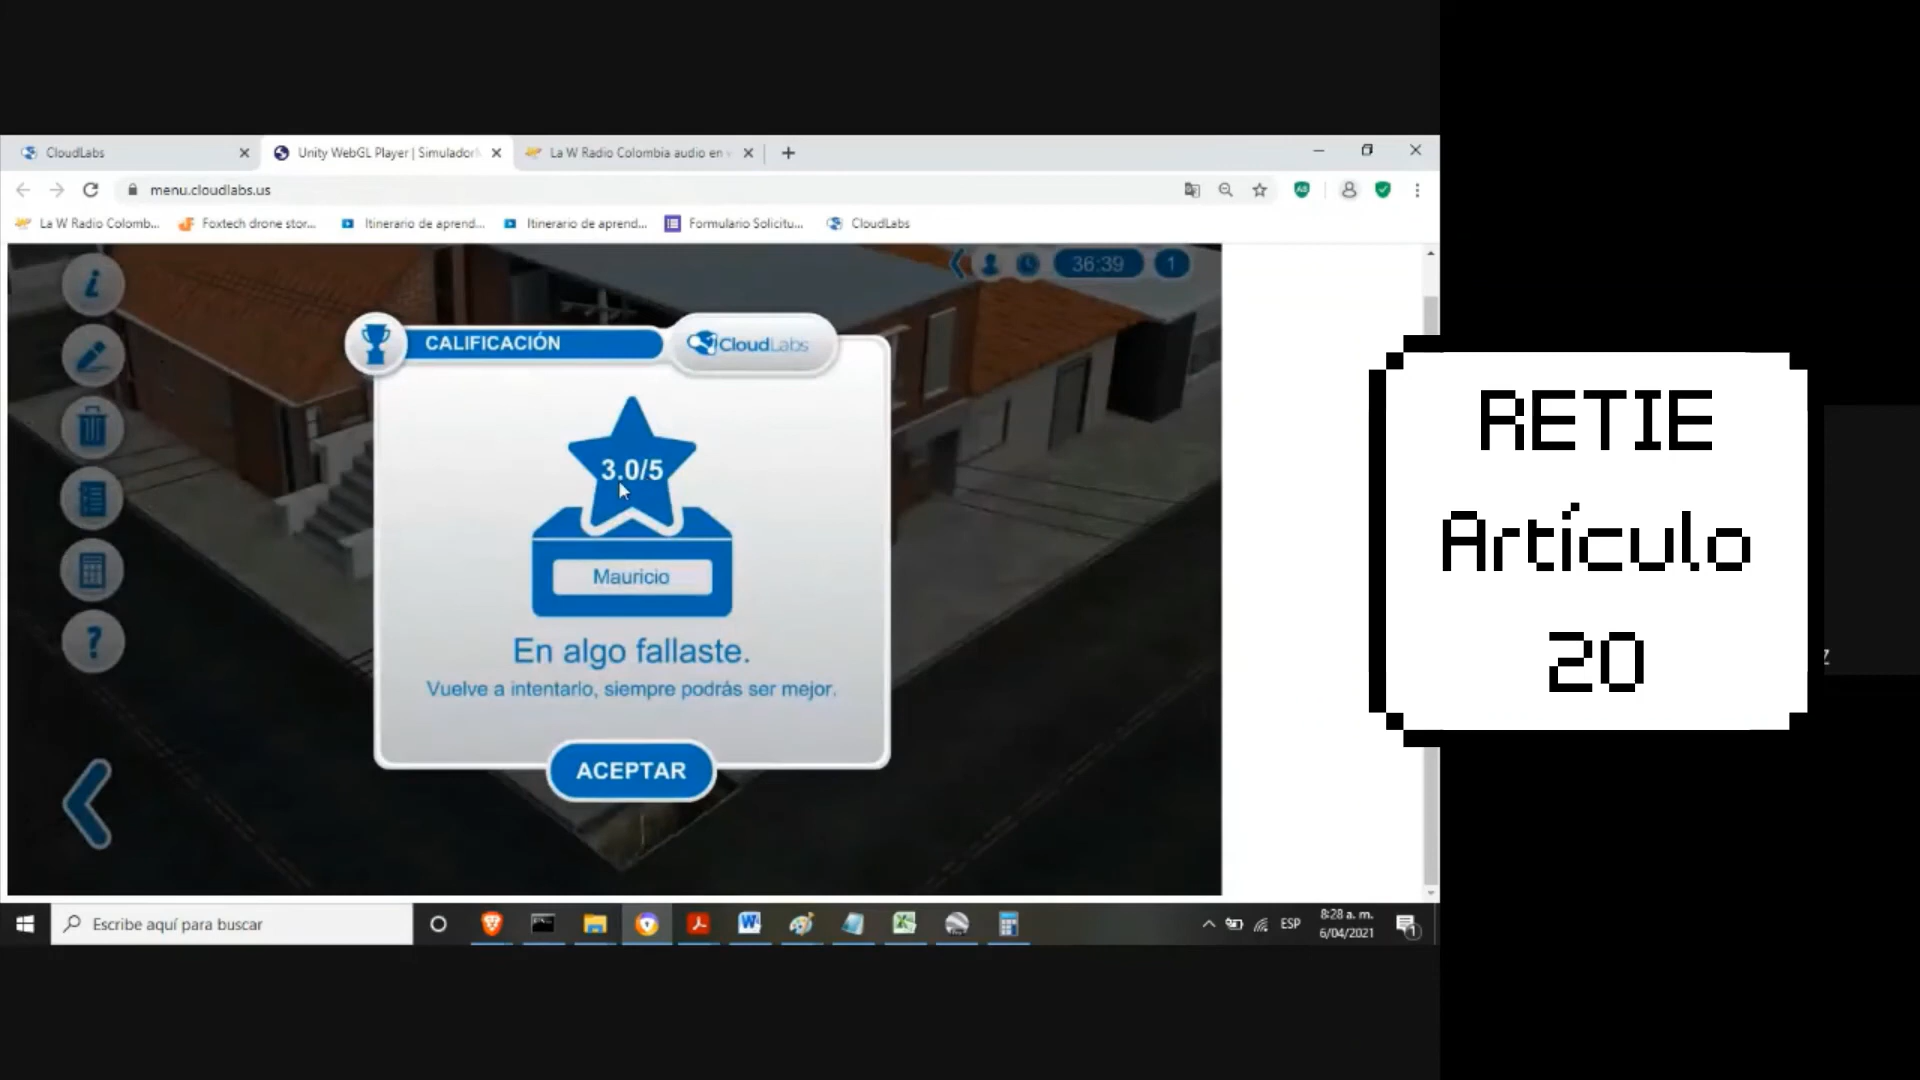 CloudLabs
Unity WebGL Player | Simulador
La W Radio Colombia audio en
menu.cloudlabs.us
La W Radio Colomb...
Foxtech drone stor...
Itinerario de aprend...
Itinerario de aprend...
Formulario Solicitu...
CloudLabs
36:39
1
CALIFICACIÓN
CloudLabs
3.0/5
Mauricio
En algo fallaste.
Vuelve a intentarlo, siempre podrás ser mejor.
ACEPTAR
RETIE
Artículo
20
z
Escribe aquí para buscar
ESP
8:28 a. m.
6/04/2021
1